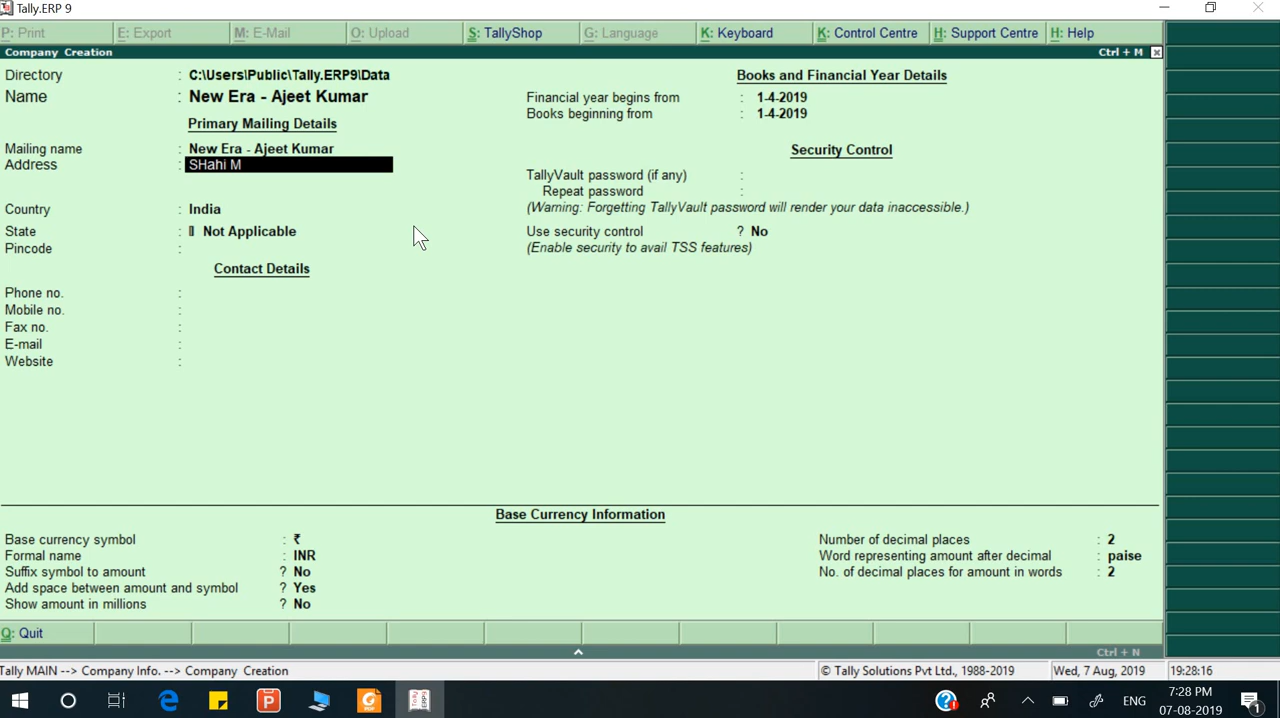 Tally.ERP 9
P: Print E: Export M: E-Mail O: Upload S: TallyShop G: Language K: Keyboard K: Control Centre H: Support Centre H: Help
Company Creation Ctrl + M
Directory : C:\Users\Public\Tally.ERP9\Data
Name : New Era - Ajeet Kumar
Primary Mailing Details
Mailing name : New Era - Ajeet Kumar
Address : SHahi M
Country : India
State : Not Applicable
Pincode :
Contact Details
Phone no. :
Mobile no. :
Fax no. :
E-mail :
Website :
Books and Financial Year Details
Financial year begins from : 1-4-2019
Books beginning from : 1-4-2019
Security Control
TallyVault password (if any) :
Repeat password :
(Warning: Forgetting TallyVault password will render your data inaccessible.)
Use security control ? No
(Enable security to avail TSS features)
Base Currency Information
Base currency symbol : ₹
Formal name : INR
Suffix symbol to amount ? No
Add space between amount and symbol ? Yes
Show amount in millions ? No
Number of decimal places : 2
Word representing amount after decimal : paise
No. of decimal places for amount in words : 2
Q: Quit
Ctrl + N
Tally MAIN --> Company Info. --> Company Creation © Tally Solutions Pvt Ltd., 1988-2019 Wed, 7 Aug, 2019 19:28:16
ENG 7:28 PM
07-08-2019 1